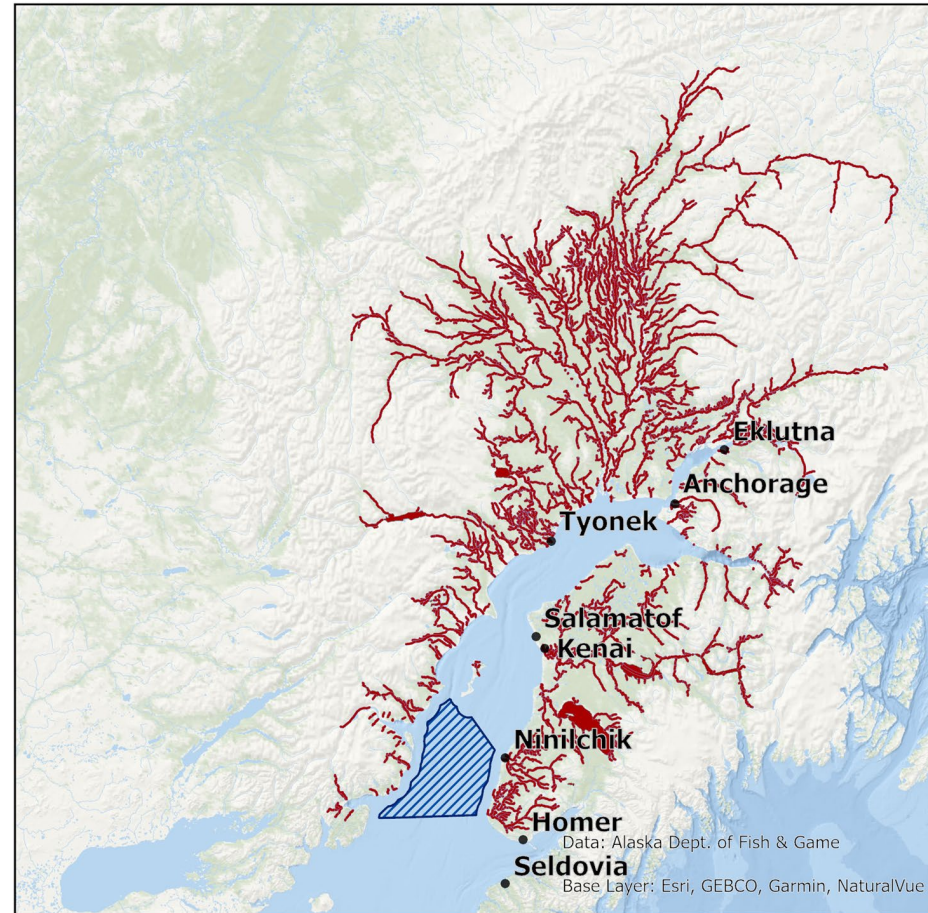 Eklutna
Anchorage
Tyonek
Salamatof
Kenai
Ninilchik
Homer
Data: Alaska Dept. of Fish & Game
Seldovia
Base Layer: Esri, GEBCO, Garmin, NaturalVue